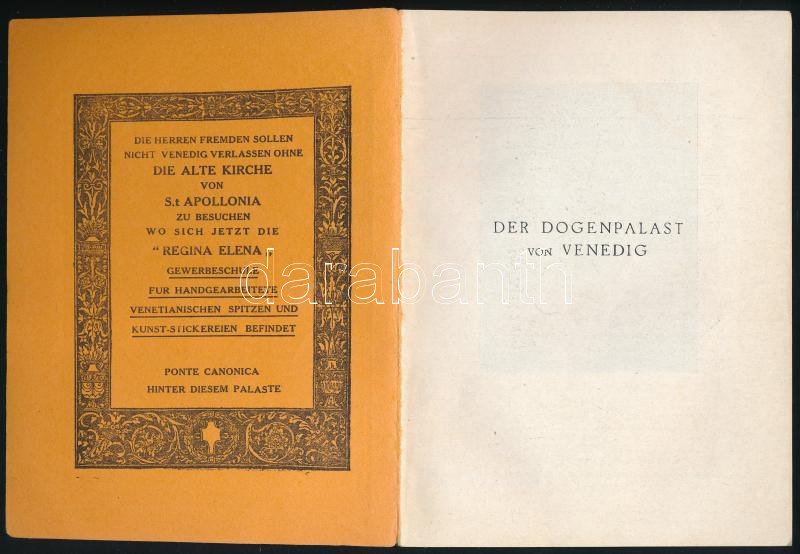 DIE HERREN FREMDEN SOLLEN
NICHT VENEDIG VERLASSEN OHNE
DIE ALTE KIRCHE
VON
S.t APOLLONIA
ZU BESUCHEN
WO SICH JETZT DIE
“ REGINA ELENA „
GEWERBESCHULE
FUR HANDGEARBEITETE
VENETIANISCHEN SPITZEN UND
KUNST-STICKEREIEN BEFINDET
PONTE CANONICA
HINTER DIESEM PALASTE
DER DOGENPALAST
VON VENEDIG
darabanth